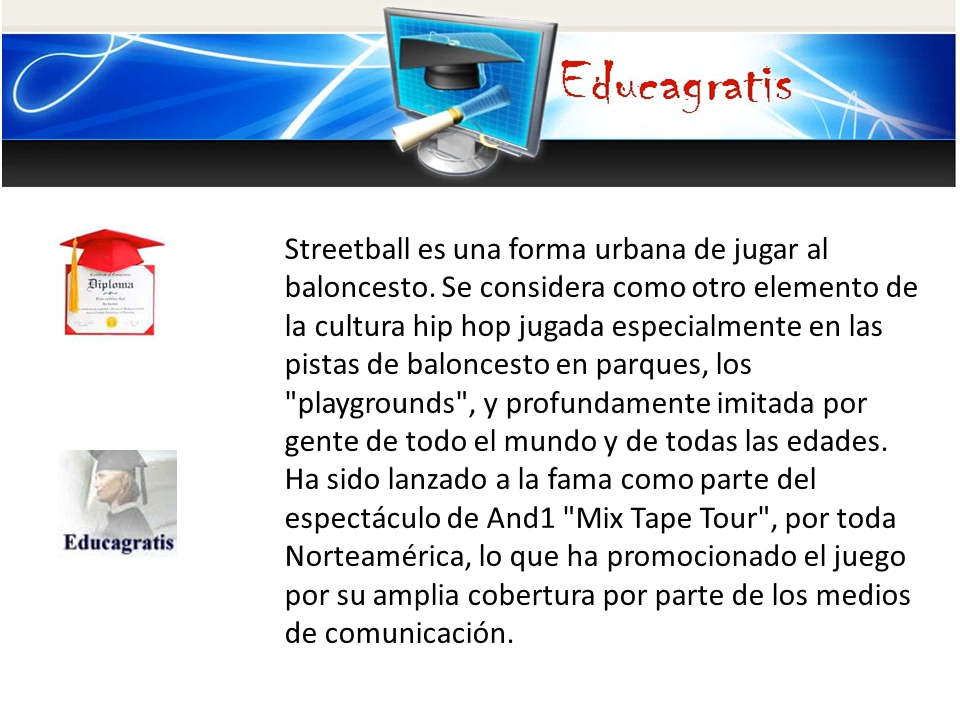 Educagratis
Diploma
Streetball es una forma urbana de jugar al
baloncesto. Se considera como otro elemento de
la cultura hip hop jugada especialmente en las
pistas de baloncesto en parques, los
"playgrounds", y profundamente imitada por
gente de todo el mundo y de todas las edades.
Ha sido lanzado a la fama como parte del
espectáculo de And1 "Mix Tape Tour", por toda
Norteamérica, lo que ha promocionado el juego
por su amplia cobertura por parte de los medios
de comunicación.
Educagratis